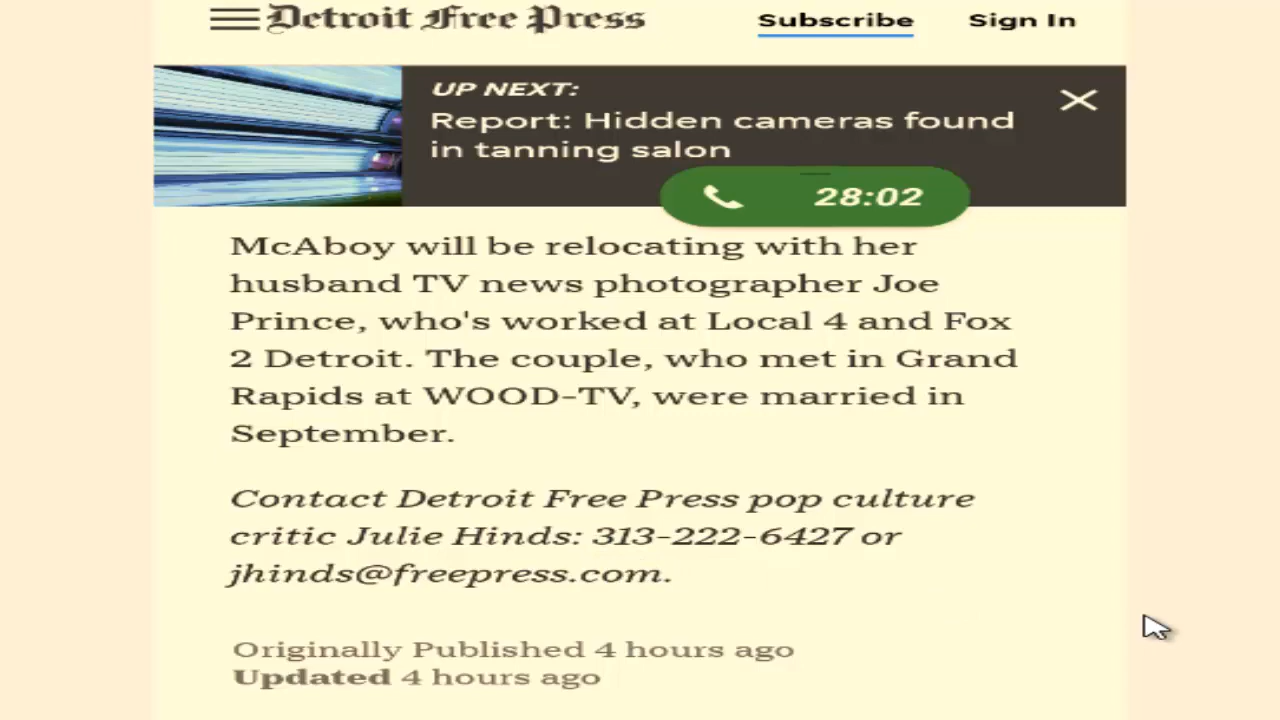 Detroit Free Press
Subscribe
Sign In
UP NEXT:
Report: Hidden cameras found
in tanning salon
28:02
McAboy will be relocating with her
husband TV news photographer Joe
Prince, who's worked at Local 4 and Fox
2 Detroit. The couple, who met in Grand
Rapids at WOOD-TV, were married in
September.
Contact Detroit Free Press pop culture
critic Julie Hinds: 313-222-6427 or
jhinds@freepress.com.
Originally Published 4 hours ago
Updated 4 hours ago